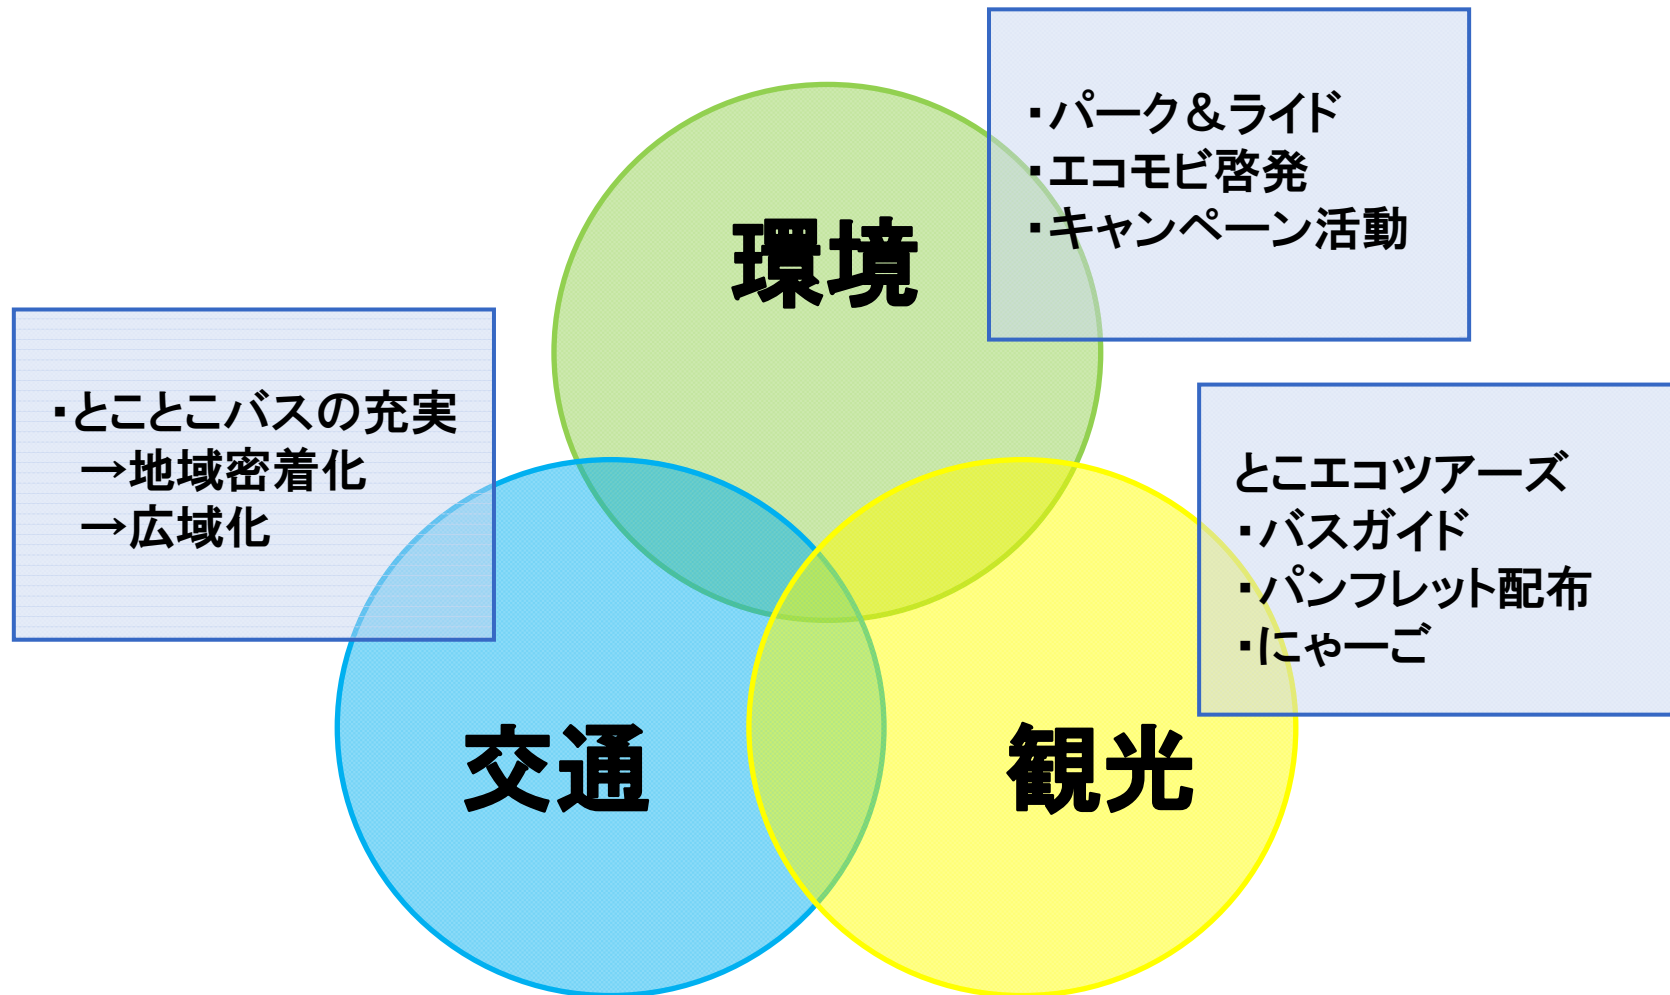 ・パーク＆ライド
・エコモビ啓発
・キャンペーン活動
環境
・とことこバスの充実
→地域密着化
→広域化
とこエコツアーズ
・バスガイド
・パンフレット配布
・にゃーご
交通
観光